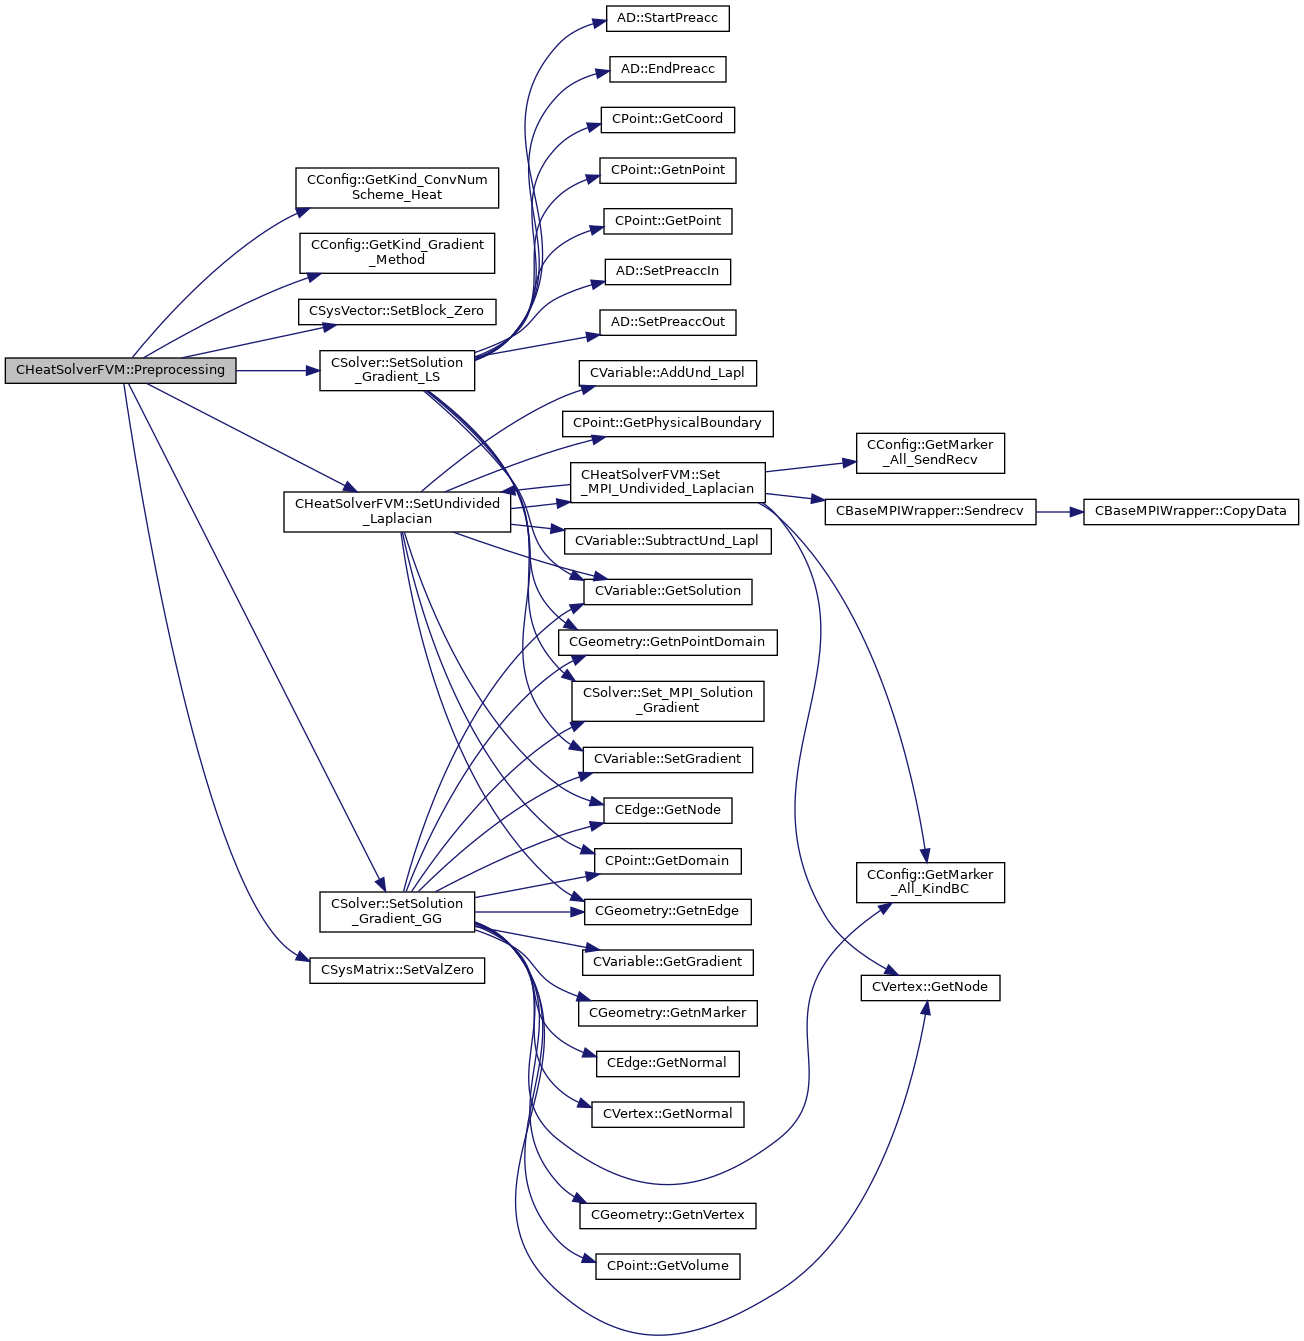 AD::StartPreacc
AD::EndPreacc
CPoint::GetCoord
CPoint::GetnPoint
CConfig::GetKind_ConvNum
Scheme_Heat
CPoint::GetPoint
CConfig::GetKind_Gradient
_Method
AD::SetPreaccIn
CSysVector::SetBlock_Zero
AD::SetPreaccOut
CHeatSolverFVM::Preprocessing
CSolver::SetSolution
_Gradient_LS
CVariable::AddUnd_Lapl
CPoint::GetPhysicalBoundary
CConfig::GetMarker
_All_SendRecv
CHeatSolverFVM::Set
_MPI_Undivided_Laplacian
CHeatSolverFVM::SetUndivided
_Laplacian
CBaseMPIWrapper::Sendrecv
CBaseMPIWrapper::CopyData
CVariable::SubtractUnd_Lapl
CVariable::GetSolution
CGeometry::GetnPointDomain
CSolver::Set_MPI_Solution
_Gradient
CVariable::SetGradient
CEdge::GetNode
CPoint::GetDomain
CConfig::GetMarker
_All_KindBC
CSolver::SetSolution
_Gradient_GG
CGeometry::GetnEdge
CVariable::GetGradient
CSysMatrix::SetValZero
CVertex::GetNode
CGeometry::GetnMarker
CEdge::GetNormal
CVertex::GetNormal
CGeometry::GetnVertex
CPoint::GetVolume